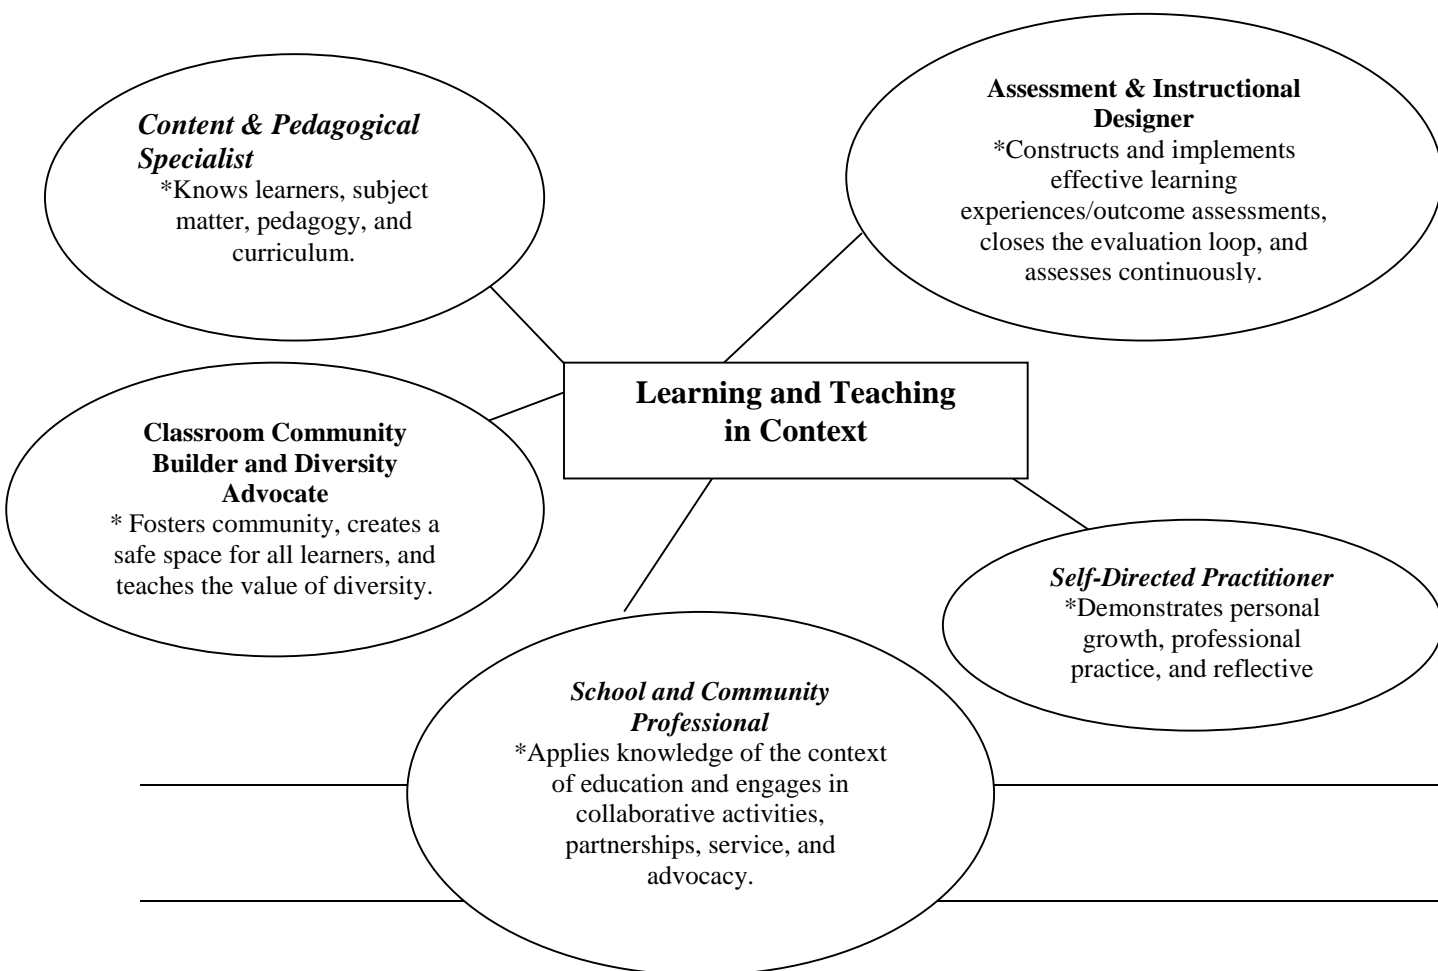 Content & Pedagogical
Specialist
*Knows learners, subject
matter, pedagogy, and
curriculum.
Assessment & Instructional
Designer
*Constructs and implements
effective learning
experiences/outcome assessments,
closes the evaluation loop, and
assesses continuously.
Learning and Teaching
in Context
Classroom Community
Builder and Diversity
Advocate
* Fosters community, creates a
safe space for all learners, and
teaches the value of diversity.
Self-Directed Practitioner
*Demonstrates personal
growth, professional
practice, and reflective
School and Community
Professional
*Applies knowledge of the context
of education and engages in
collaborative activities,
partnerships, service, and
advocacy.